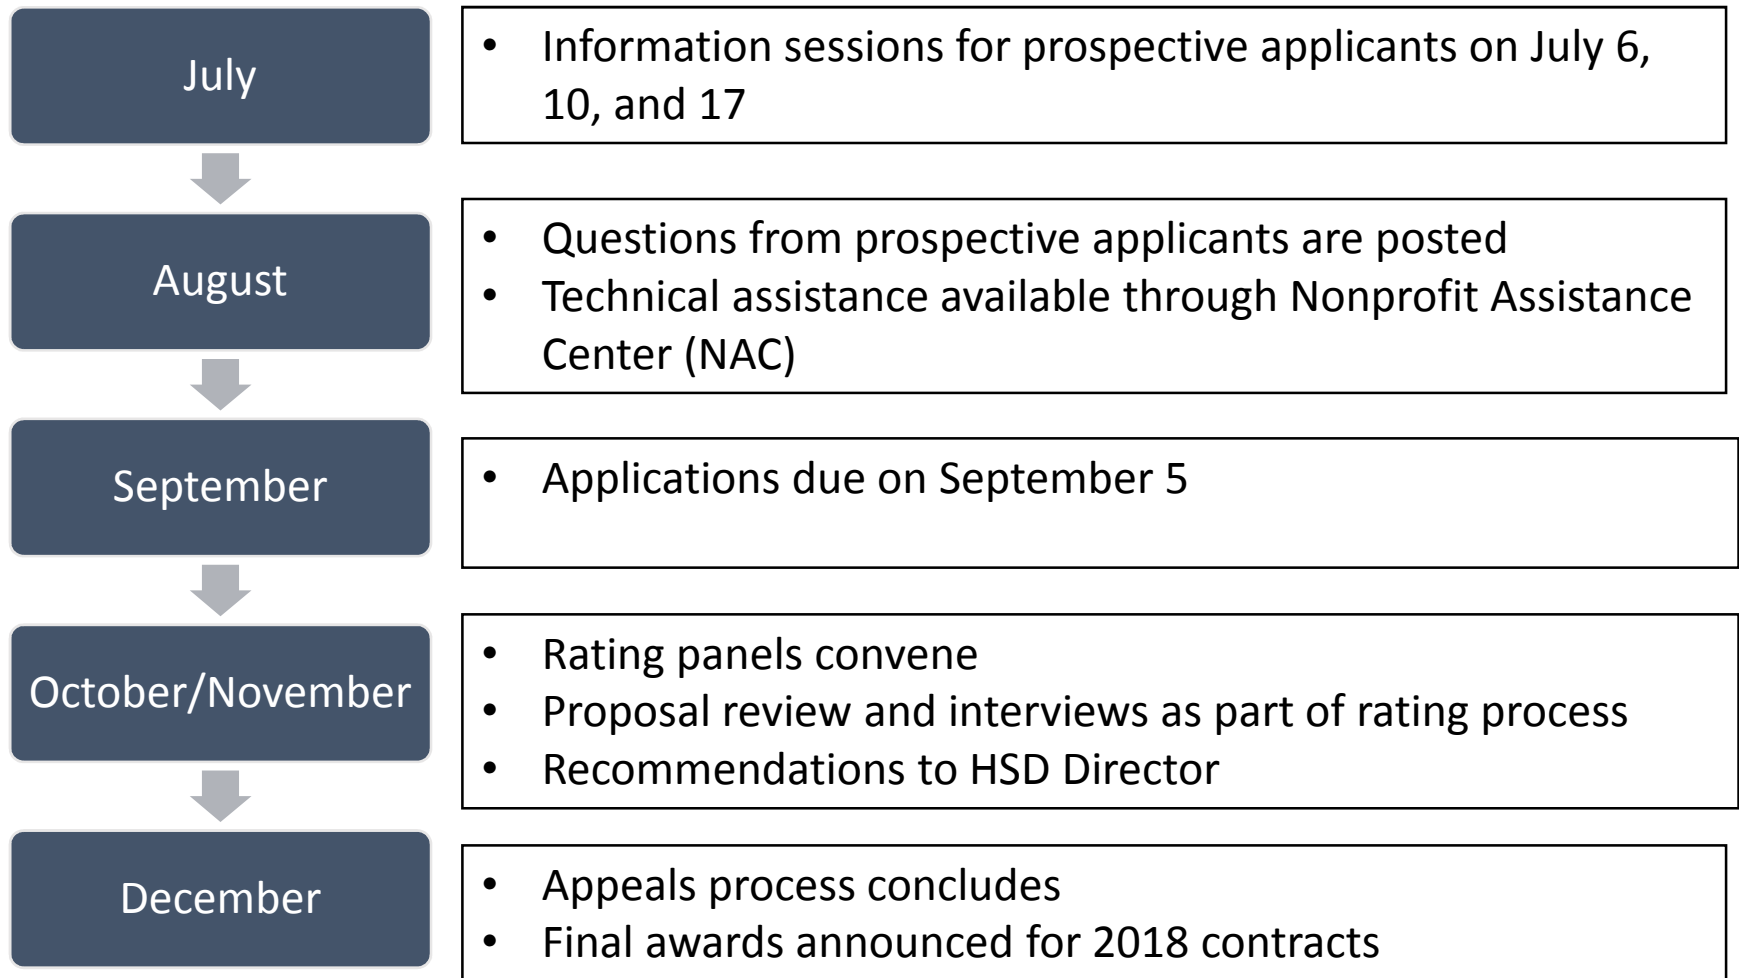 July
• Information sessions for prospective applicants on July 6,
10, and 17
August
• Questions from prospective applicants are posted
• Technical assistance available through Nonprofit Assistance
Center (NAC)
September
• Applications due on September 5
October/November
• Rating panels convene
• Proposal review and interviews as part of rating process
• Recommendations to HSD Director
December
• Appeals process concludes
• Final awards announced for 2018 contracts